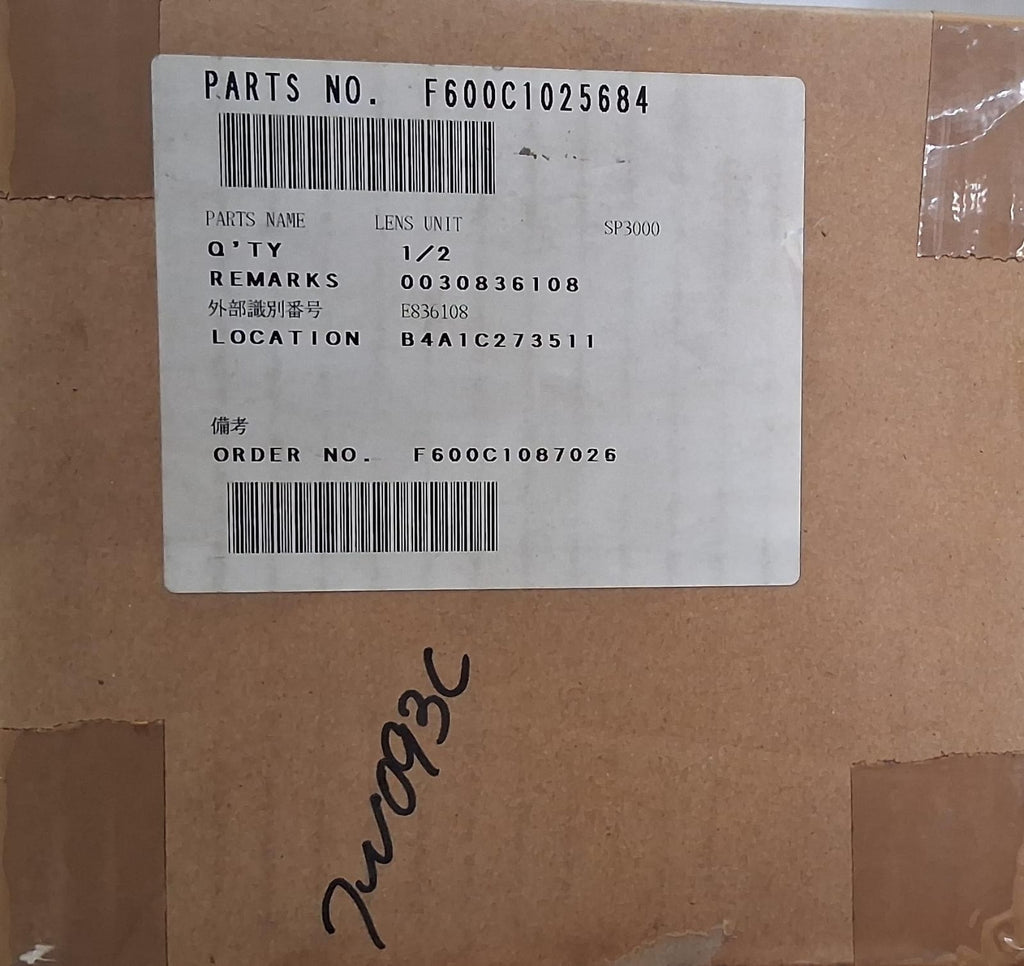 PARTS NO. F600C1025684
PARTS NAME LENS UNIT SP3000
Q'TY 1/2
REMARKS 0030836108
外部識別番号 E836108
LOCATION B4A1C273511
備考
ORDER NO. F600C1087026